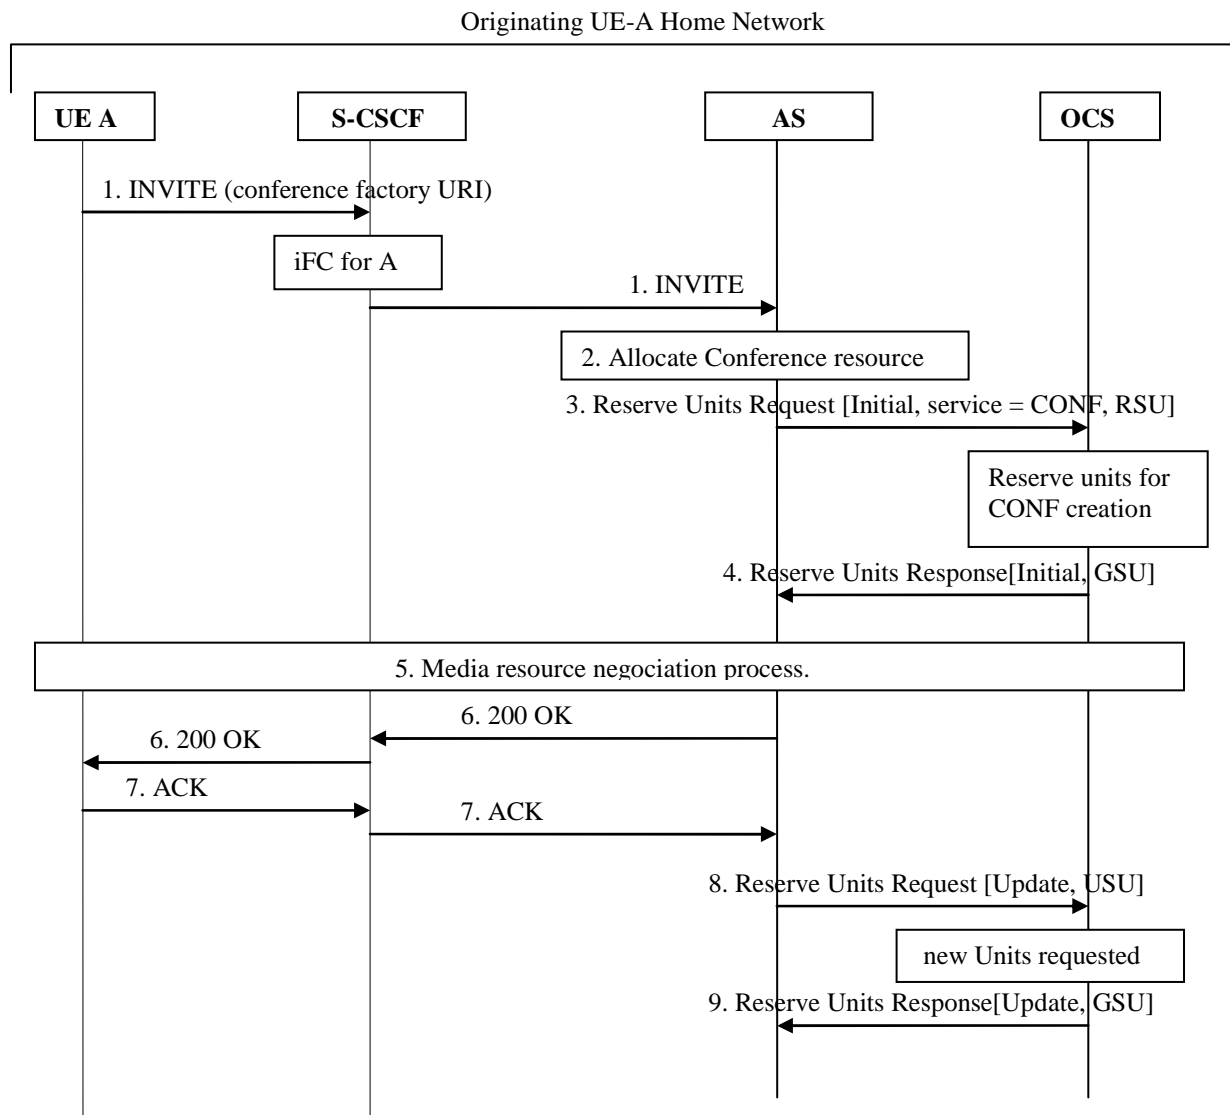 Originating UE-A Home Network
UE A
S-CSCF
AS
OCS
1. INVITE (conference factory URI)
iFC for A
1. INVITE
2. Allocate Conference resource
3. Reserve Units Request [Initial, service = CONF, RSU]
Reserve units for
CONF creation
4. Reserve Units Response[Initial, GSU]
5. Media resource negociation process.
6. 200 OK
6. 200 OK
7. ACK
7. ACK
8. Reserve Units Request [Update, USU]
new Units requested
9. Reserve Units Response[Update, GSU]